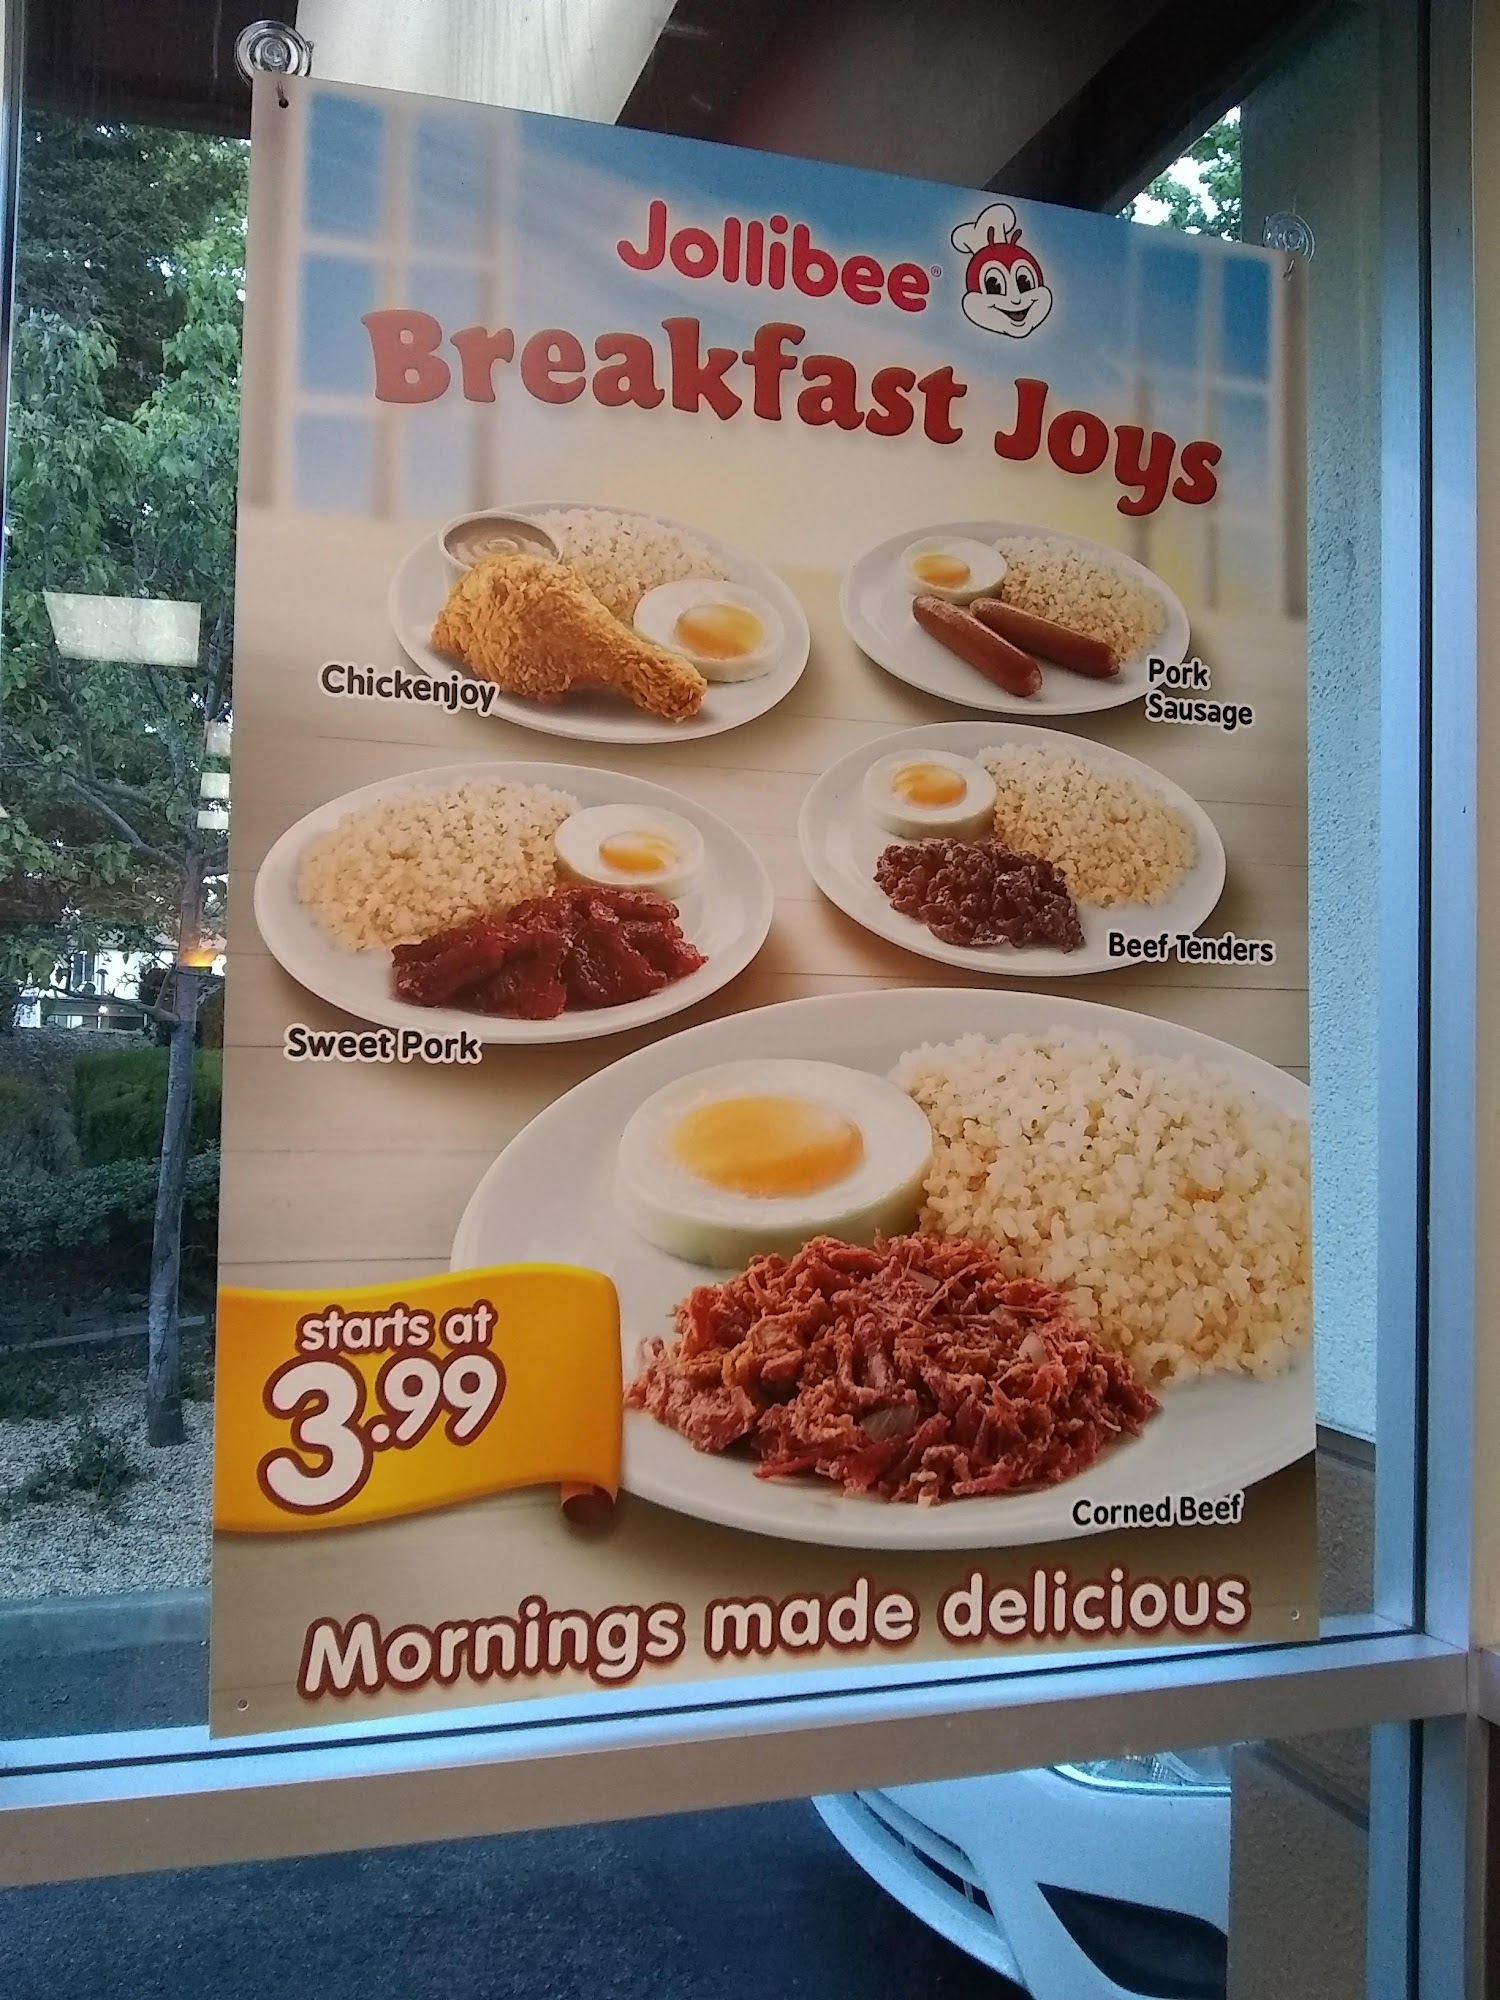 Jollibee®
Breakfast Joys
Chickenjoy
Pork
Sausage
Sweet Pork
Beef Tenders
starts at
3.99
Corned Beef
Mornings made delicious